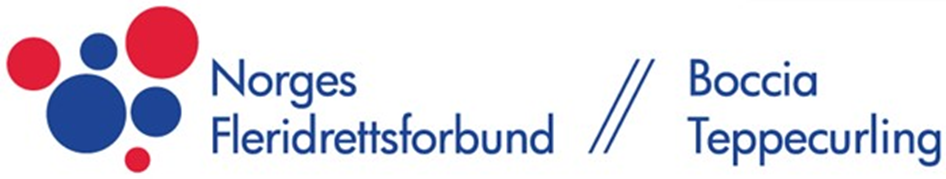 Norges
Fleridrettsforbund
//
Boccia
Teppecurling